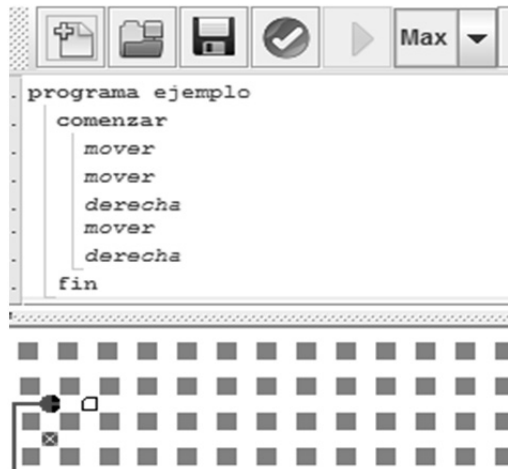 Max
programa ejemplo
comenzar
mover
mover
derecha
mover
derecha
fin